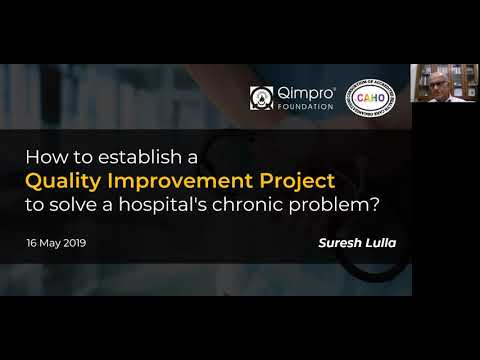 Qimpro®
FOUNDATION
CAHO
How to establish a
Quality Improvement Project
to solve a hospital's chronic problem?
16 May 2019
Suresh Lulla